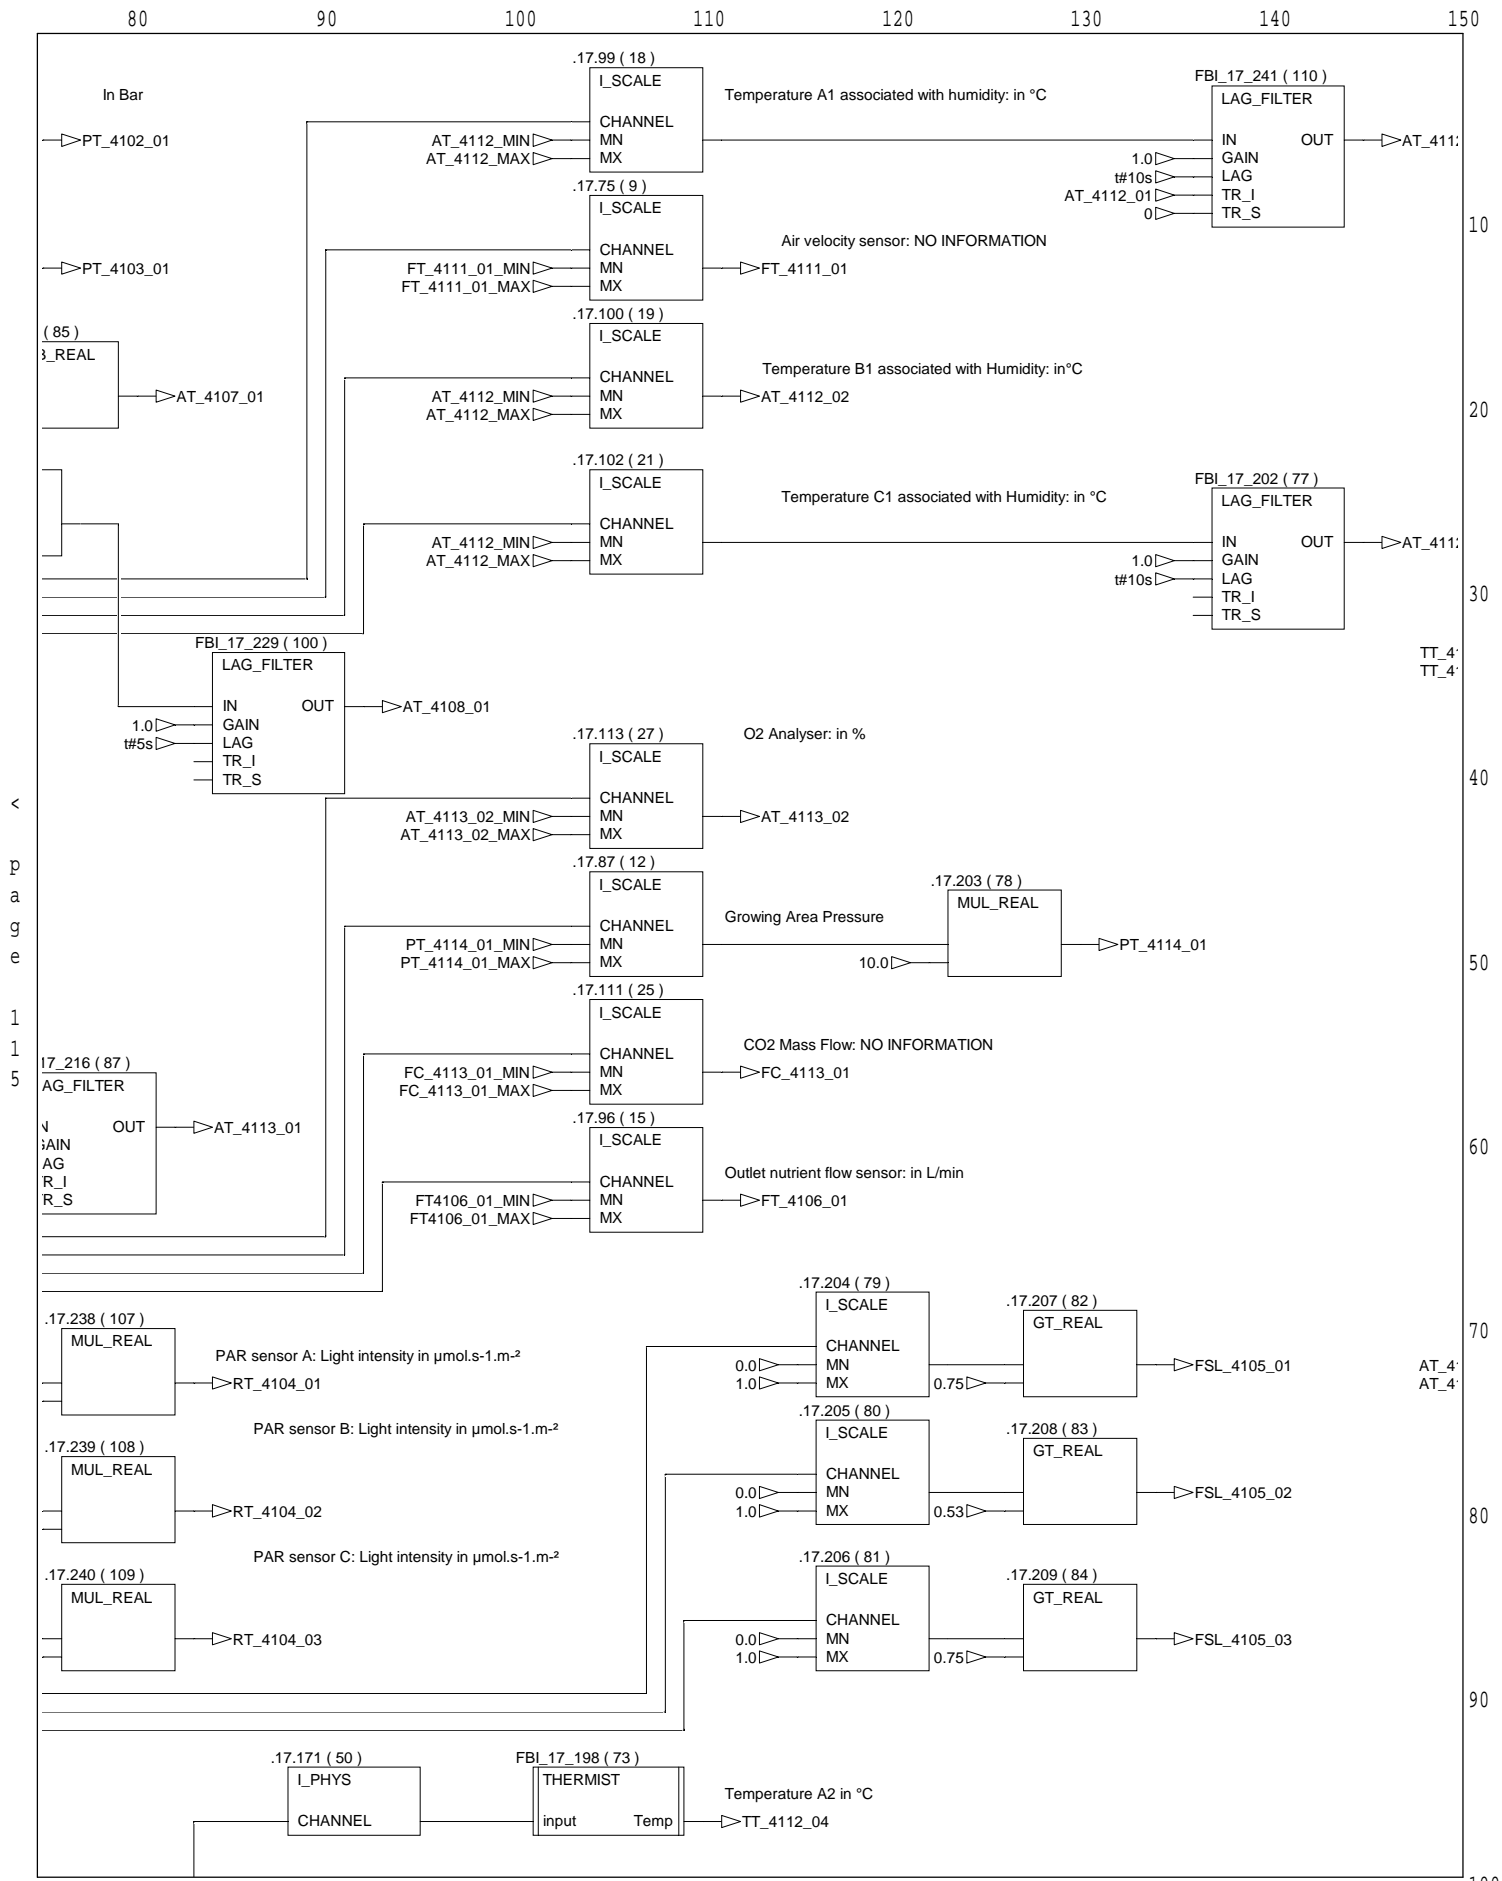 80 90 100 110 120 130 140 150
.17.99 ( 18 )
I_SCALE
CHANNEL
MN
MX
AT_4112_MIN
AT_4112_MAX
In Bar
PT_4102_01
Temperature A1 associated with humidity: in °C
FBI_17_241 ( 110 )
LAG_FILTER
IN OUT
GAIN
LAG
TR_I
TR_S
1.0
t#10s
AT_4112_01
0
.17.75 ( 9 )
I_SCALE
CHANNEL
MN
MX
FT_4111_01_MIN
FT_4111_01_MAX
Air velocity sensor: NO INFORMATION
FT_4111_01
10
PT_4103_01
.17.100 ( 19 )
I_SCALE
CHANNEL
MN
MX
AT_4112_MIN
AT_4112_MAX
Temperature B1 associated with Humidity: in°C
AT_4112_02
( 85 )
_REAL
AT_4107_01
20
.17.102 ( 21 )
I_SCALE
CHANNEL
MN
MX
AT_4112_MIN
AT_4112_MAX
Temperature C1 associated with Humidity: in °C
FBI_17_202 ( 77 )
LAG_FILTER
IN OUT
GAIN
LAG
TR_I
TR_S
1.0
t#10s
30
FBI_17_229 ( 100 )
LAG_FILTER
IN OUT
GAIN
LAG
TR_I
TR_S
1.0
t#5s
AT_4108_01
.17.113 ( 27 )
I_SCALE
CHANNEL
MN
MX
AT_4113_02_MIN
AT_4113_02_MAX
O2 Analyser: in %
AT_4113_02
40
< page 115
.17.87 ( 12 )
I_SCALE
CHANNEL
MN
MX
PT_4114_01_MIN
PT_4114_01_MAX
Growing Area Pressure
.17.203 ( 78 )
MUL_REAL
10.0
PT_4114_01
50
.17.111 ( 25 )
I_SCALE
CHANNEL
MN
MX
FC_4113_01_MIN
FC_4113_01_MAX
CO2 Mass Flow: NO INFORMATION
FC_4113_01
17_216 ( 87 )
AG_FILTER
OUT
AIN
AG
R_I
R_S
AT_4113_01
60
.17.96 ( 15 )
I_SCALE
CHANNEL
MN
MX
FT4106_01_MIN
FT4106_01_MAX
Outlet nutrient flow sensor: in L/min
FT_4106_01
.17.204 ( 79 )
I_SCALE
CHANNEL
MN
MX
0.0
1.0
.17.207 ( 82 )
GT_REAL
0.75
FSL_4105_01
70
.17.238 ( 107 )
MUL_REAL
PAR sensor A: Light intensity in µmol.s-1.m-²
RT_4104_01
.17.205 ( 80 )
I_SCALE
CHANNEL
MN
MX
0.0
1.0
.17.208 ( 83 )
GT_REAL
0.53
FSL_4105_02
80
PAR sensor B: Light intensity in µmol.s-1.m-²
.17.239 ( 108 )
MUL_REAL
RT_4104_02
.17.206 ( 81 )
I_SCALE
CHANNEL
MN
MX
0.0
1.0
.17.209 ( 84 )
GT_REAL
0.75
FSL_4105_03
PAR sensor C: Light intensity in µmol.s-1.m-²
.17.240 ( 109 )
MUL_REAL
RT_4104_03
90
.17.171 ( 50 )
I_PHYS
CHANNEL
FBI_17_198 ( 73 )
THERMIST
input Temp
Temperature A2 in °C
TT_4112_04